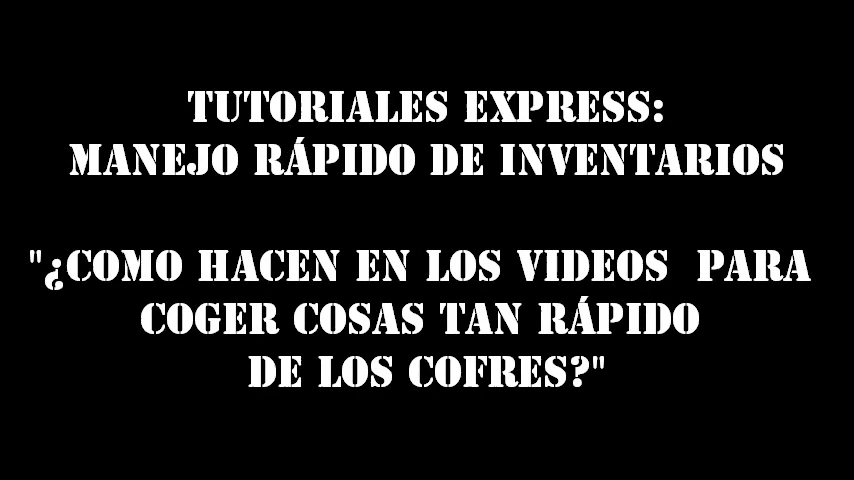 TUTORIALES EXPRESS:
MANEJO RÁPIDO DE INVENTARIOS
"¿COMO HACEN EN LOS VIDEOS PARA
COGER COSAS TAN RÁPIDO
DE LOS COFRES?"